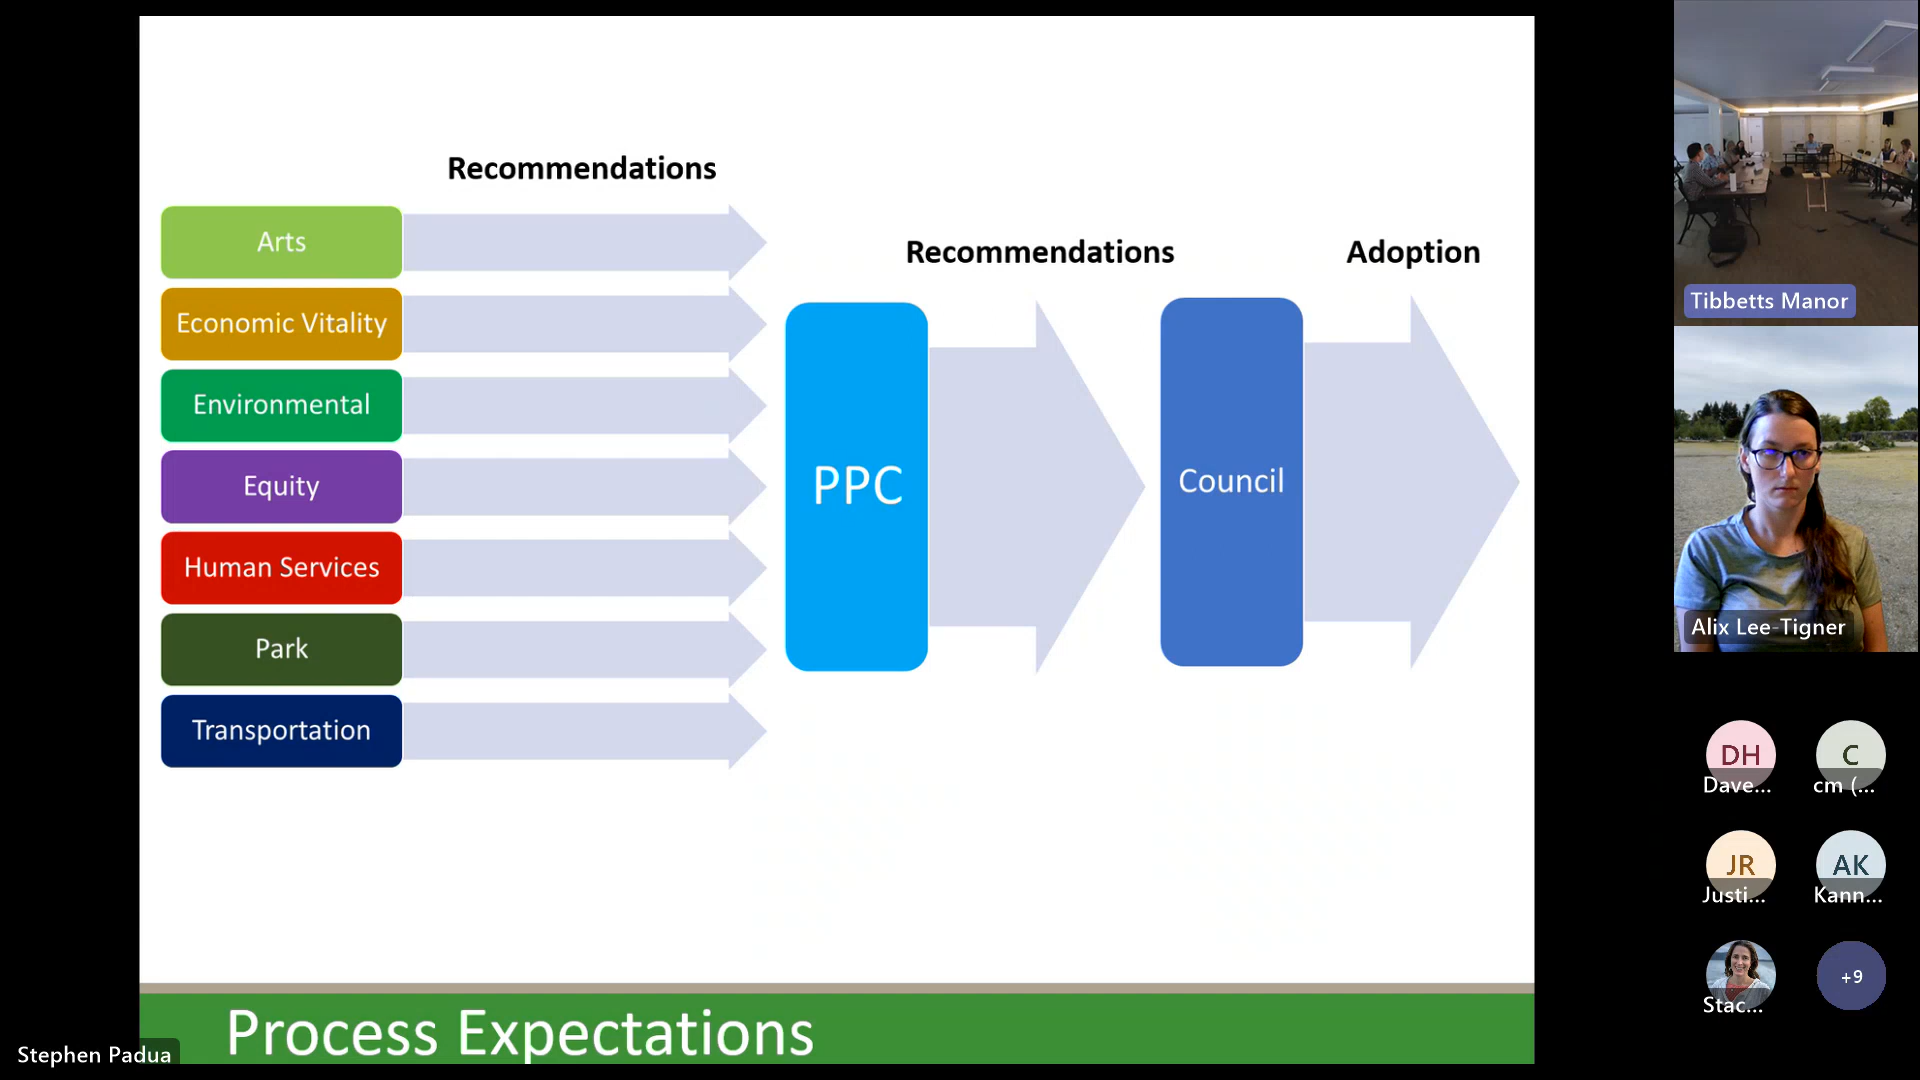 Recommendations
Arts
Economic Vitality
Environmental
Equity
Human Services
Park
Transportation
Recommendations
PPC
Adoption
Council
Process Expectations
Stephen Padua
Tibbetts Manor
Alix Lee-Tigner
DH
Dave...
C
cm (...
JR
Justi...
AK
Kann...
Stac...
+9